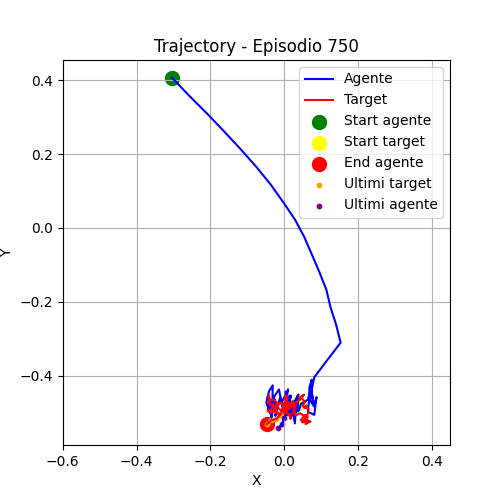 Trajectory - Episodio 750
Agente
Target
Start agente
Start target
End agente
Ultimi target
Ultimi agente
0.4
0.2
0.0
−0.2
−0.4
Y
−0.6
−0.4
−0.2
0.0
0.2
0.4
X